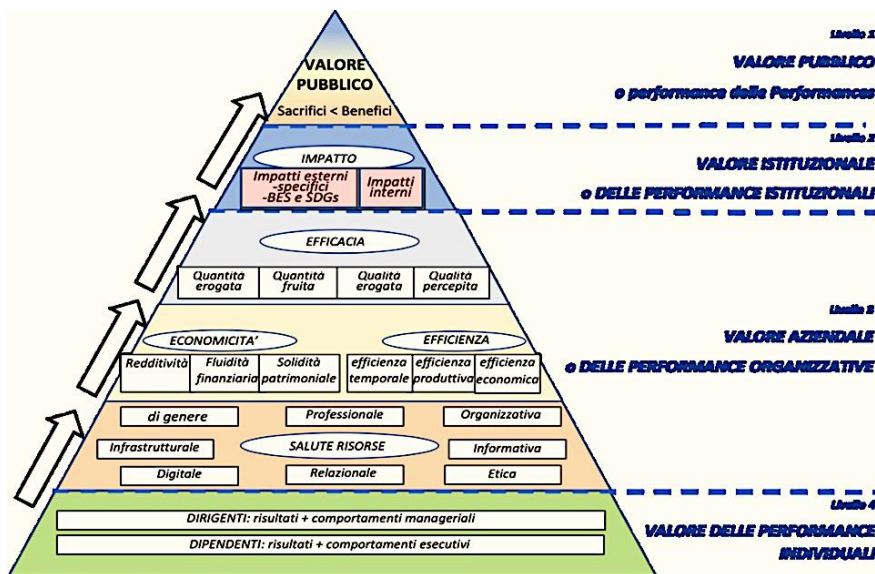 Livello 1
VALORE PUBBLICO
o performance delle Performances
VALORE
PUBBLICO
Sacrifici < Benefici
Livello 2
VALORE ISTITUZIONALE
o DELLE PERFORMANCE ISTITUZIONALI
IMPATTO
Impatti esterni
-specifici
-BES e SDGs
Impatti
interni
EFFICACIA
Quantità
erogata
Quantità
fruita
Qualità
erogata
Qualità
percepita
Livello 3
VALORE AZIENDALE
o DELLE PERFORMANCE ORGANIZZATIVE
ECONOMICITA’
EFFICIENZA
Redditività
Fluidità
finanziaria
Solidità
patrimoniale
efficienza
temporale
efficienza
produttiva
efficienza
economica
di genere
Professionale
Organizzativa
Infrastrutturale
SALUTE RISORSE
Informativa
Digitale
Relazionale
Etica
Livello 4
VALORE DELLE PERFORMANCE
INDIVIDUALI
DIRIGENTI: risultati + comportamenti manageriali
DIPENDENTI: risultati + comportamenti esecutivi